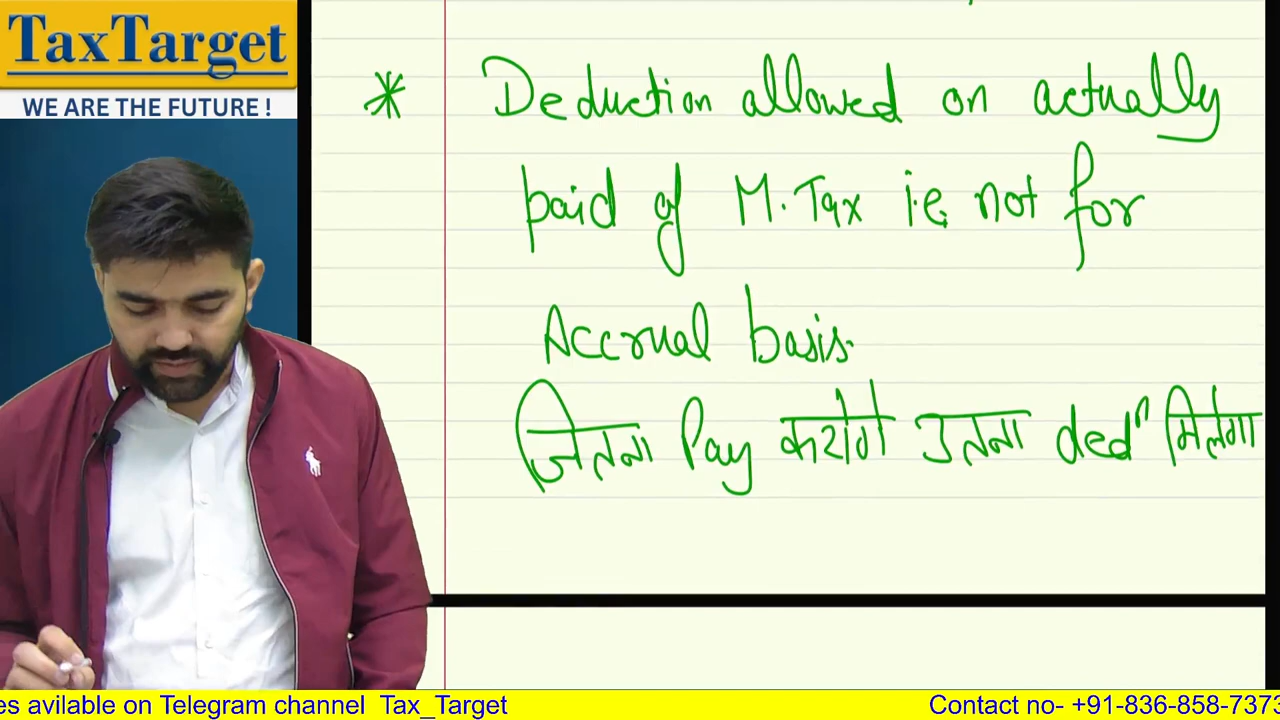 TaxTarget
WE ARE THE FUTURE !
* Deduction allowed on actually
paid of M. Tax i.e. not for
Accrual basis.
जितना Pay करोगे उतना dedⁿ मिलेगा
es avilable on Telegram channel Tax_Target
Contact no- +91-836-858-7373